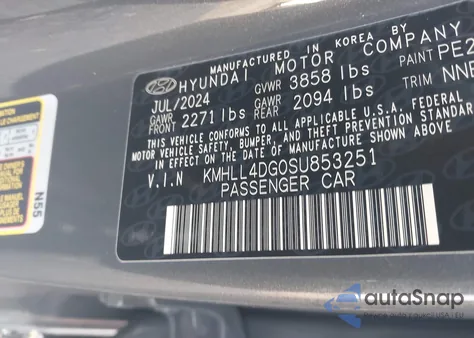 MANUFACTURED IN KOREA BY
HYUNDAI MOTOR COMPANY
JUL/2024 GVWR 3858 lbs PAINT PE2
GAWR FRONT 2271 lbs GAWR REAR 2094 lbs TRIM NNB
THIS VEHICLE CONFORMS TO ALL APPLICABLE U.S.A. FEDERAL
MOTOR VEHICLE SAFETY, BUMPER, AND THEFT PREVENTION STANDARDS
IN EFFECT ON THE DATE OF MANUFACTURE SHOWN ABOVE.
V.I.N KMHLL4DG0SU853251
PASSENGER CAR
N55
autoSnap